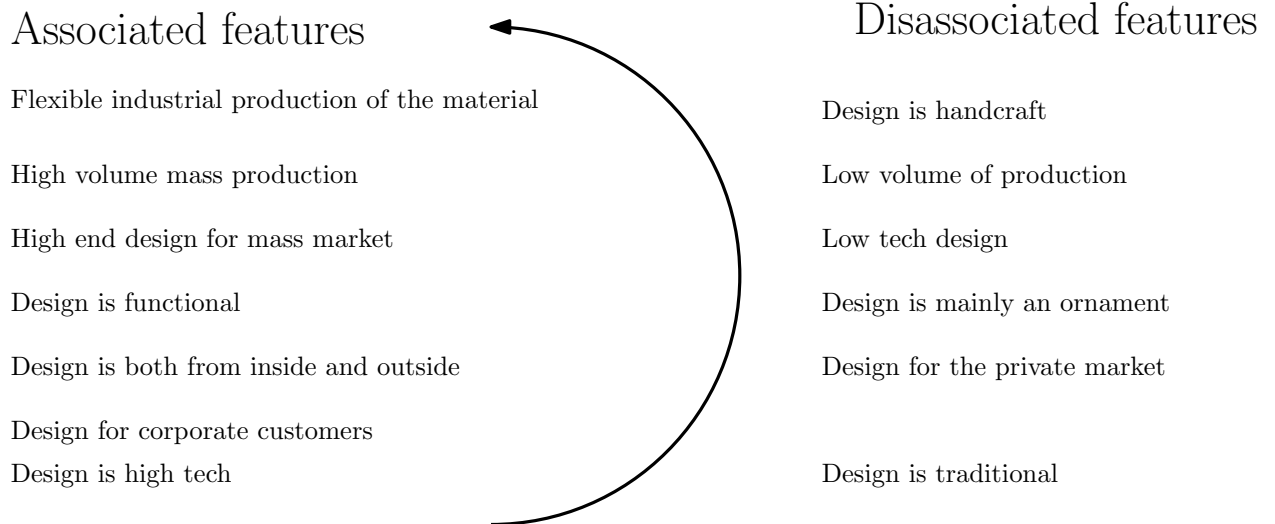 Associated features
Disassociated features
Flexible industrial production of the material
Design is handcraft
High volume mass production
Low volume of production
High end design for mass market
Low tech design
Design is functional
Design is mainly an ornament
Design is both from inside and outside
Design for the private market
Design for corporate customers
Design is high tech
Design is traditional